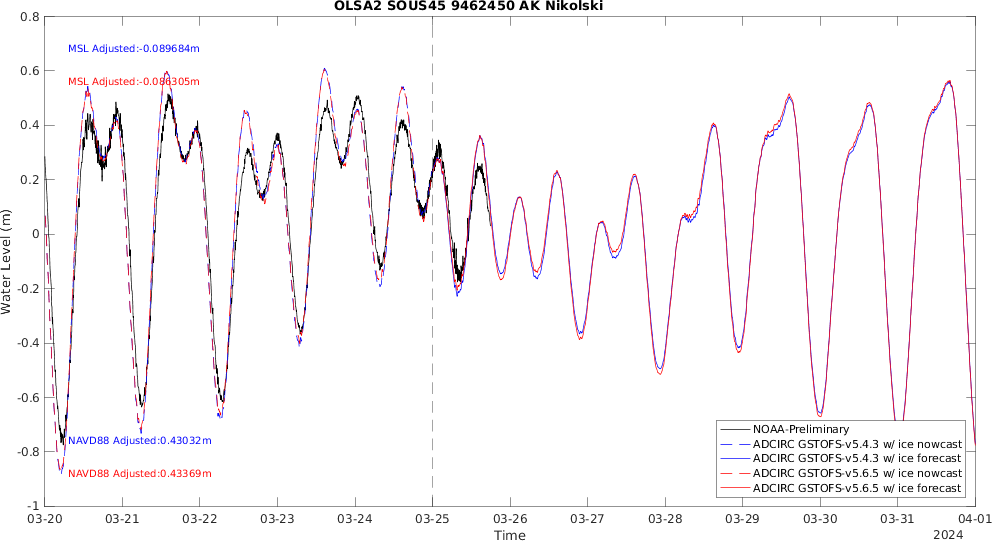 OLSA2 SOUS45 9462450 AK Nikolski
MSL Adjusted:-0.089684m
MSL Adjusted:-0.086305m
NAVD88 Adjusted:0.43032m
NAVD88 Adjusted:0.43369m
Water Level (m)
0.8
0.6
0.4
0.2
0
-0.2
-0.4
-0.6
-0.8
-1
NOAA-Preliminary
ADCIRC GSTOFS-v5.4.3 w/ ice nowcast
ADCIRC GSTOFS-v5.4.3 w/ ice forecast
ADCIRC GSTOFS-v5.6.5 w/ ice nowcast
ADCIRC GSTOFS-v5.6.5 w/ ice forecast
03-20 03-21 03-22 03-23 03-24 03-25 03-26 03-27 03-28 03-29 03-30 03-31 04-01
Time
2024